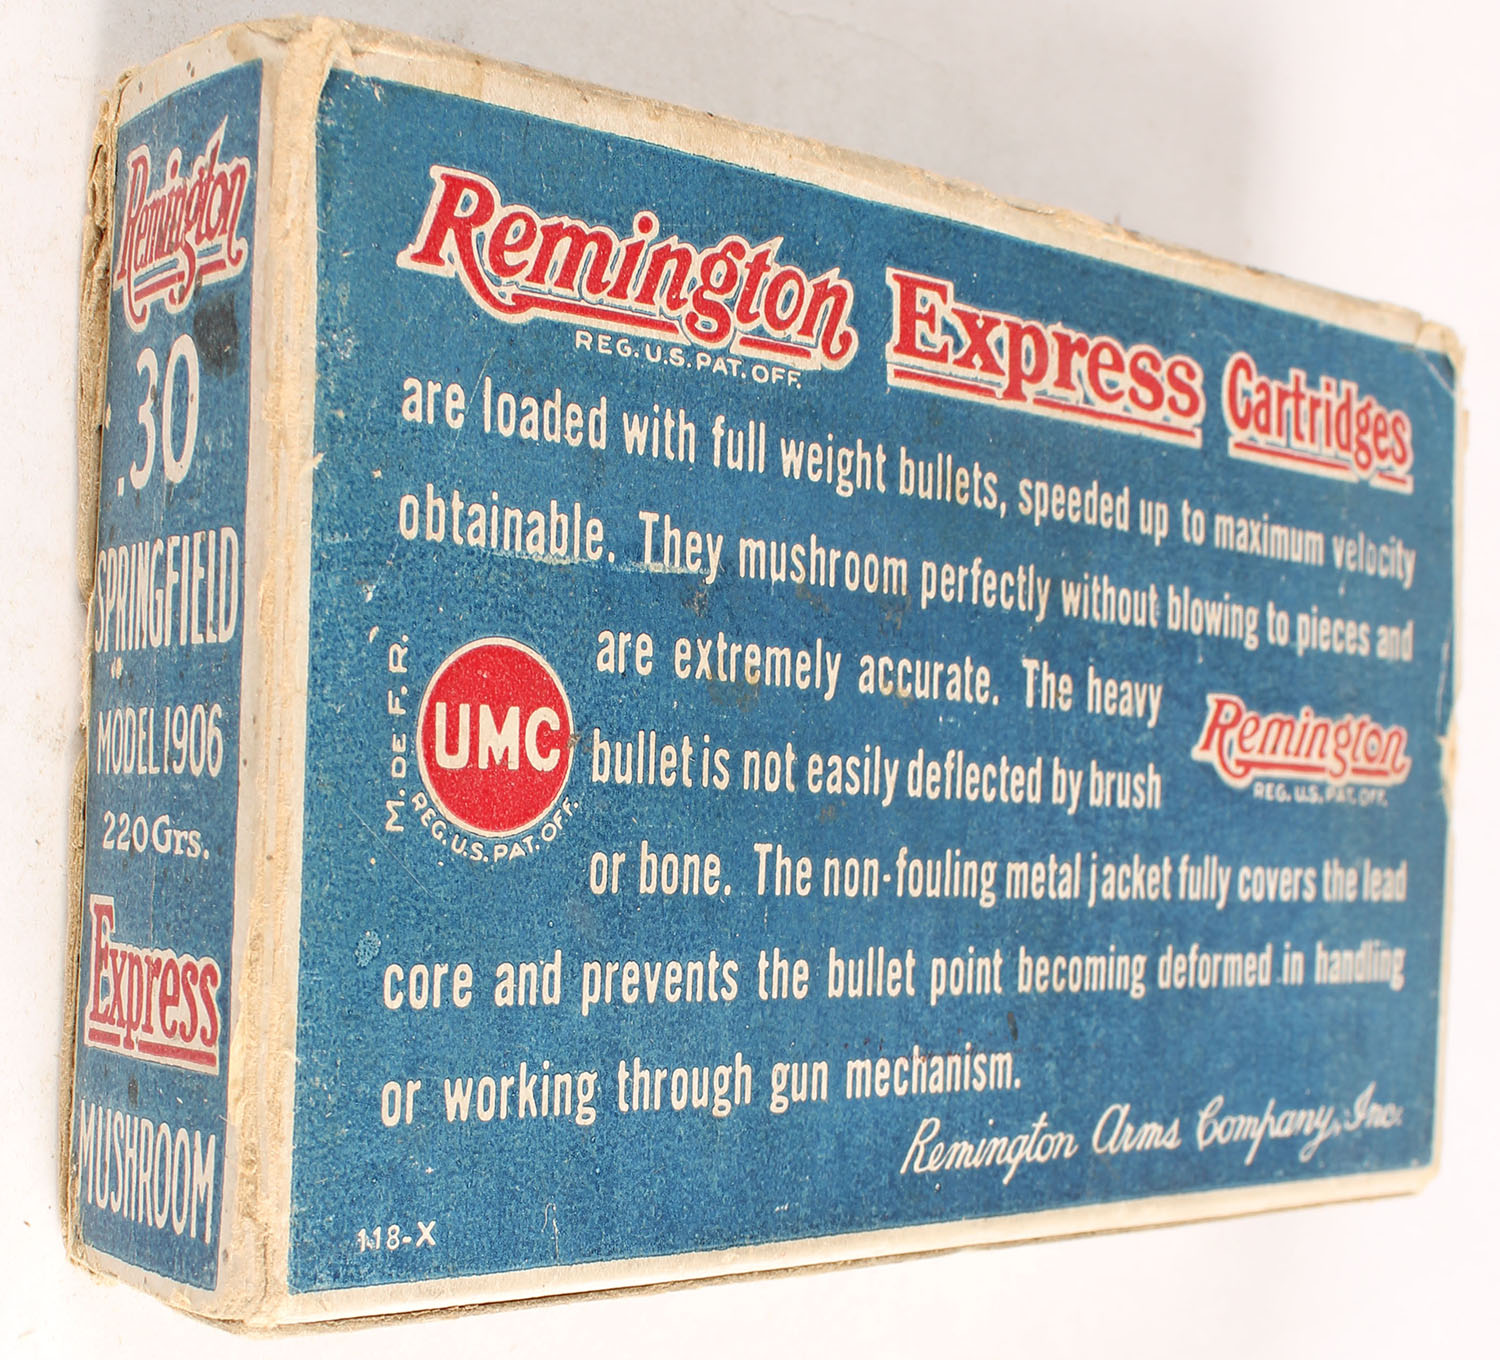 Remington
.30
SPRINGFIELD
MODEL 1906
220 Grs.
Express
MUSHROOM
Remington Express Cartridges
REG. U.S. PAT. OFF.
are loaded with full weight bullets, speeded up to maximum velocity
obtainable. They mushroom perfectly without blowing to pieces and
are extremely accurate. The heavy
bullet is not easily deflected by brush
or bone. The non-fouling metal jacket fully covers the lead
core and prevents the bullet point becoming deformed in handling
or working through gun mechanism.
M. DE F. R.
UMC
REG. U.S. PAT. OFF.
Remington
REG. U.S. PAT. OFF.
Remington Arms Company, Inc.
118-X